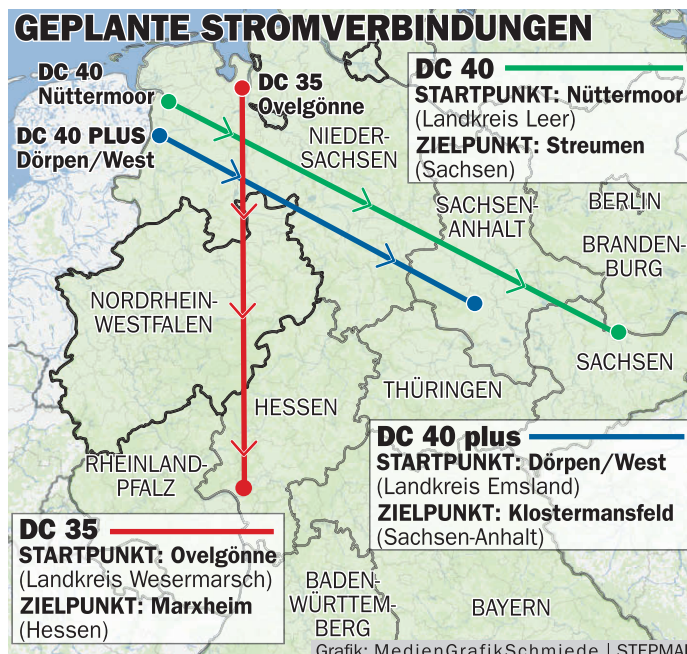 GEPLANTE STROMVERBINDUNGEN
DC 40
Nüttermoor
DC 35
Ovelgönne
DC 40 PLUS
Dörpen/West
DC 40
STARTPUNKT: Nüttermoor
(Landkreis Leer)
ZIELPUNKT: Streumen
(Sachsen)
NIEDER-
SACHSEN
SACHSEN-
ANHALT
BERLIN
BRANDEN-
BURG
NORDRHEIN-
WESTFALEN
SACHSEN
THÜRINGEN
HESSEN
RHEINLAND-
PFALZ
DC 40 plus
STARTPUNKT: Dörpen/West
(Landkreis Emsland)
ZIELPUNKT: Klostermansfeld
(Sachsen-Anhalt)
DC 35
STARTPUNKT: Ovelgönne
(Landkreis Wesermarsch)
ZIELPUNKT: Marxheim
(Hessen)
BADEN-
WÜRTTEM-
BERG
BAYERN
Grafik: MedienGrafikSchmiede | STEPMAP